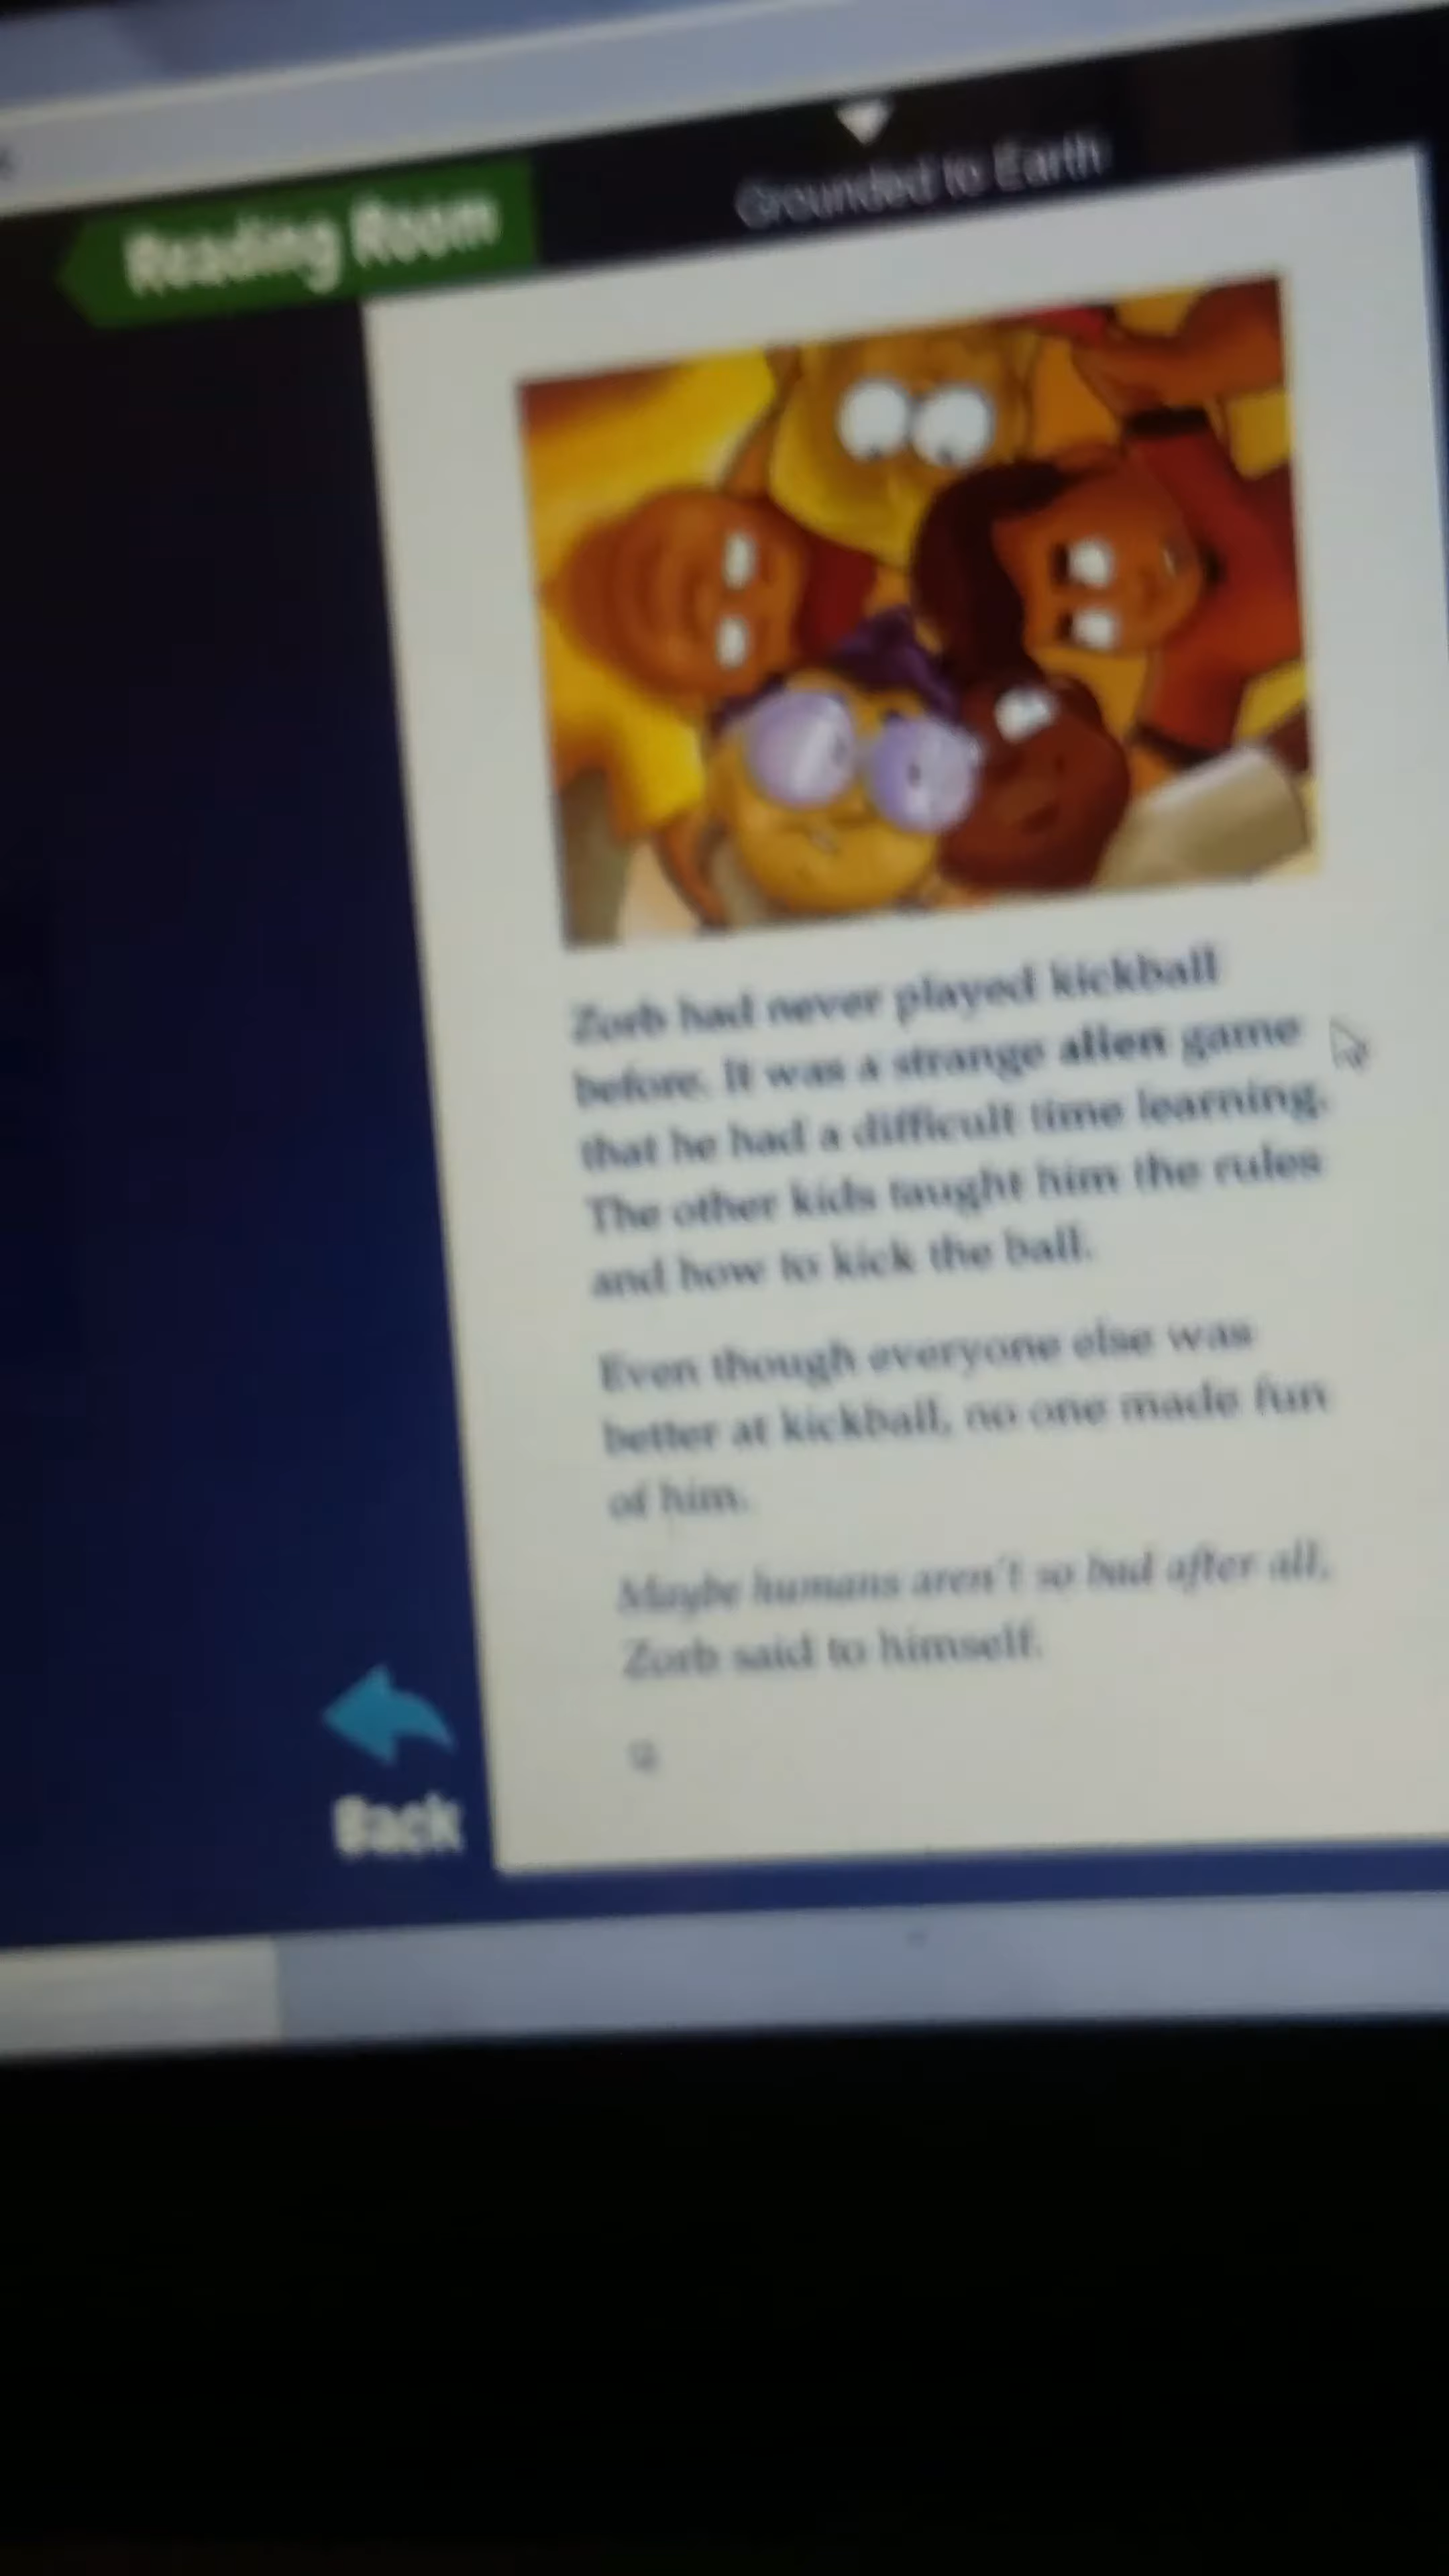 Reading Room
Grounded to Earth
Zorb had never played kickball
before. It was a strange alien game
that he had a difficult time learning.
The other kids taught him the rules
and how to kick the ball.
Even though everyone else was
better at kickball, no one made fun
of him.
Maybe humans aren't so bad after all,
Zorb said to himself.
Back